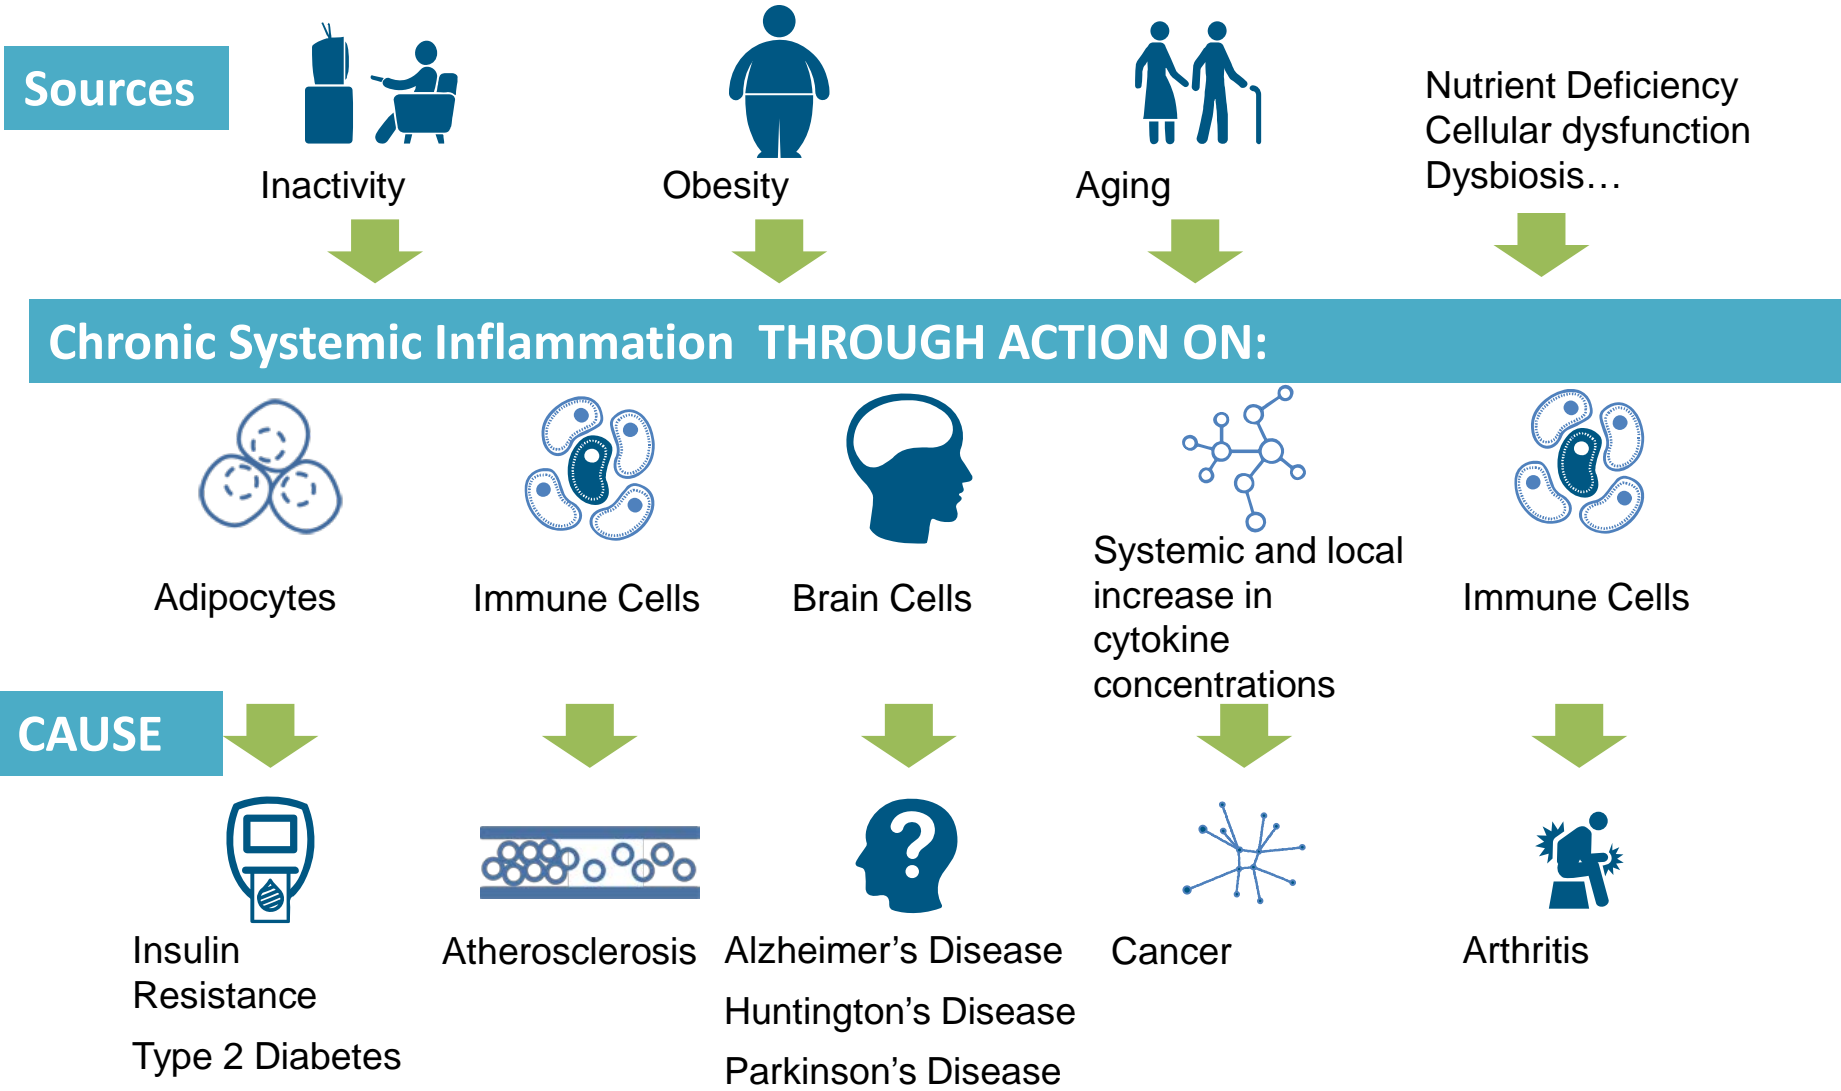 Sources
Inactivity
Obesity
Aging
Nutrient Deficiency
Cellular dysfunction
Dysbiosis…
Chronic Systemic Inflammation  THROUGH ACTION ON:
Adipocytes
Immune Cells
Brain Cells
Systemic and local
increase in
cytokine
concentrations
Immune Cells
CAUSE
Insulin
Resistance
Type 2 Diabetes
Atherosclerosis
?
Alzheimer’s Disease
Huntington’s Disease
Parkinson’s Disease
Cancer
Arthritis